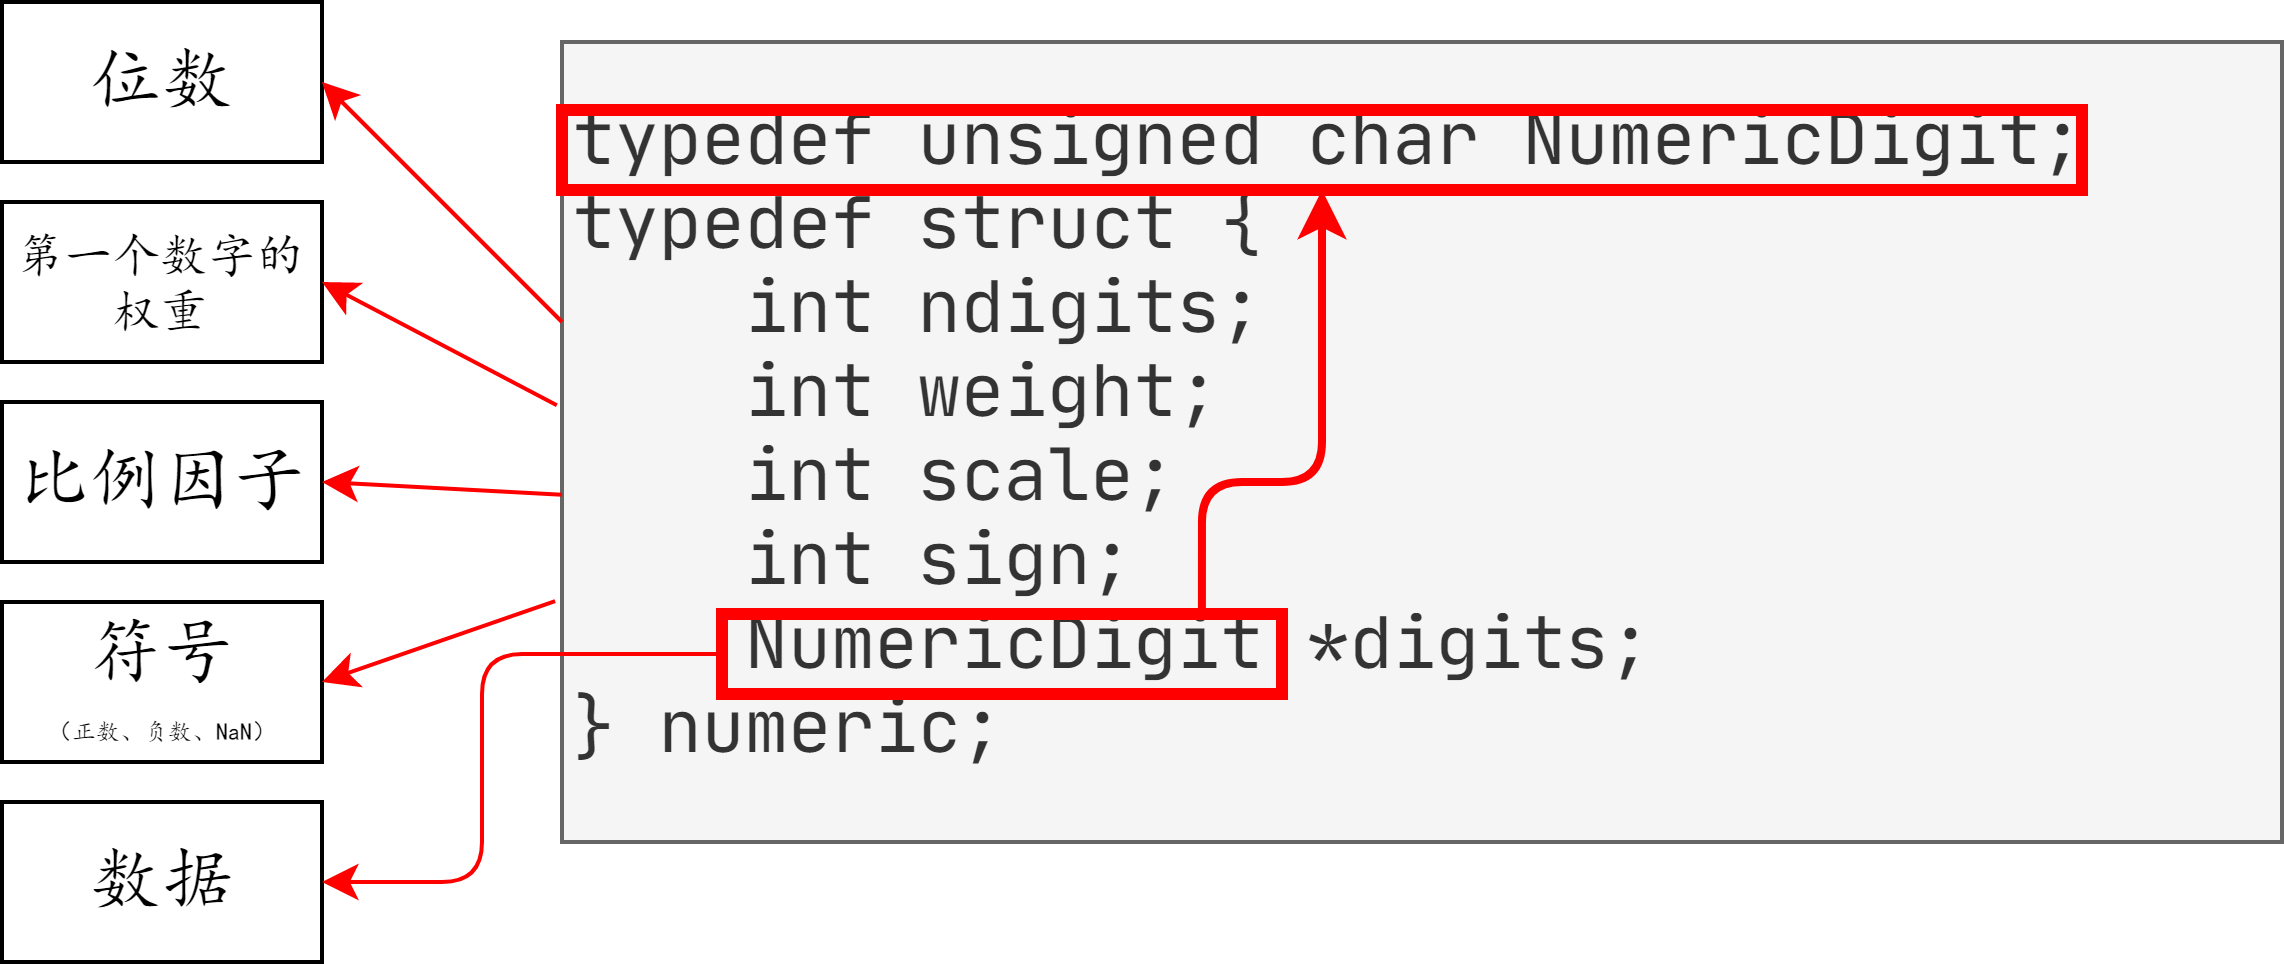 位数
第一个数字的
权重
比例因子
符号
（正数、负数、NaN）
数据
typedef unsigned char NumericDigit;
typedef struct {
    int ndigits;
    int weight;
    int scale;
    int sign;
    NumericDigit *digits;
} numeric;